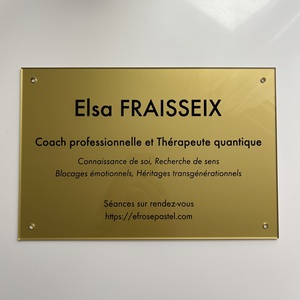 Elsa FRAISSEIX
Coach professionnelle et Thérapeute quantique
Connaissance de soi, Recherche de sens
Blocages émotionnels, Héritages transgénérationnels
Séances sur rendez-vous
https://efrosepastel.com